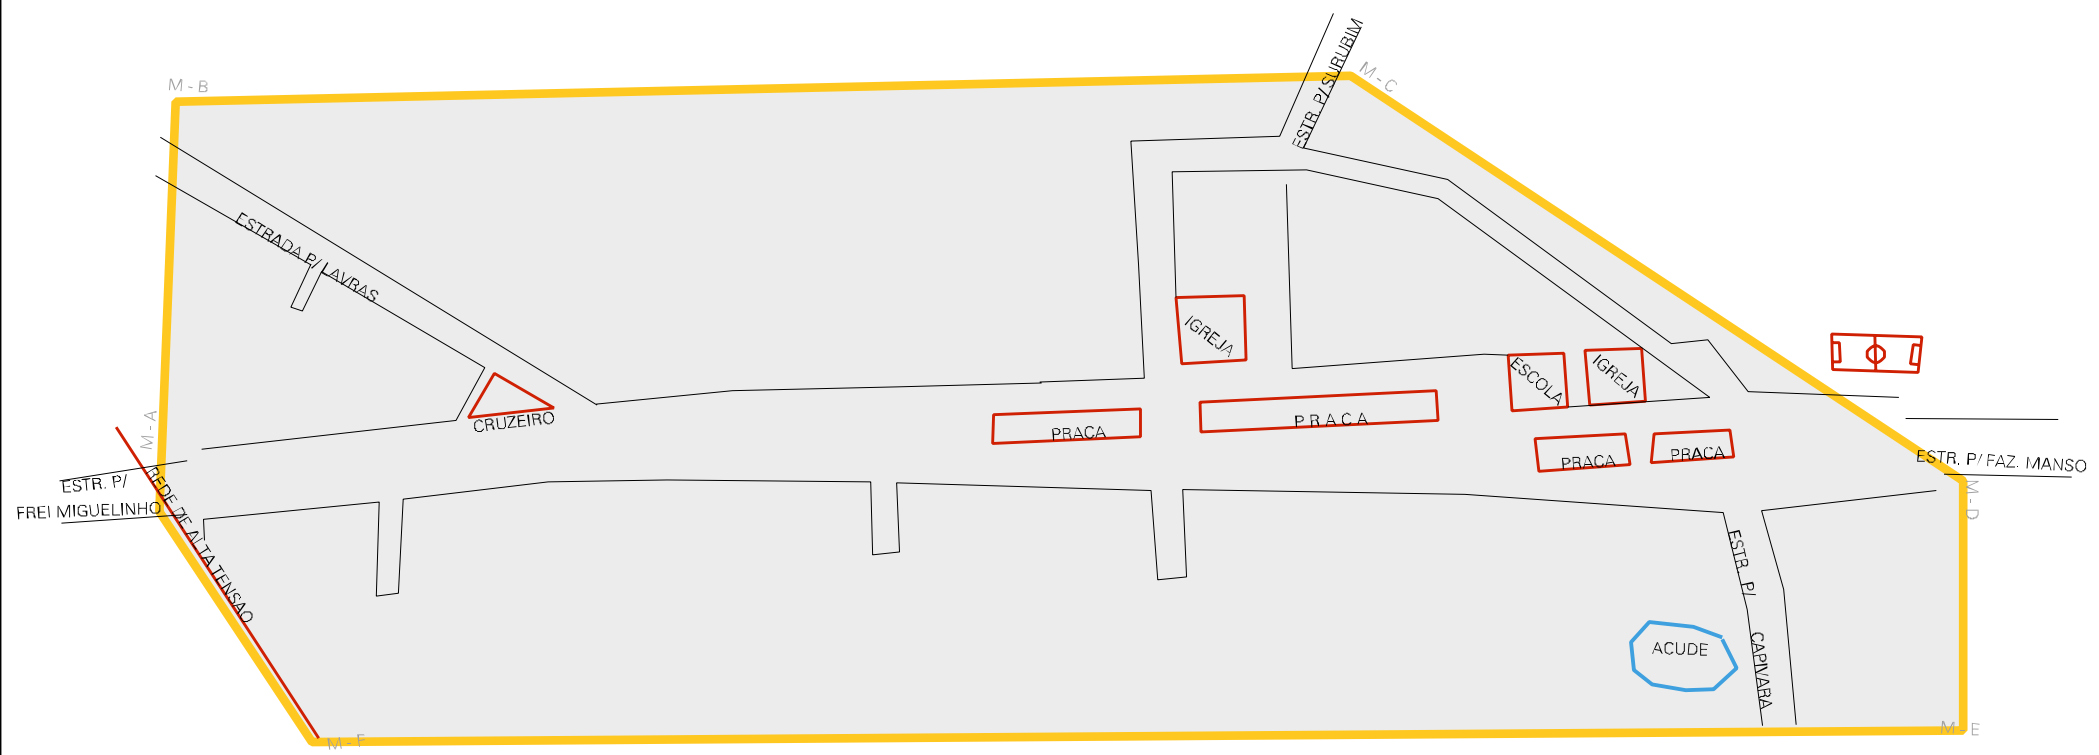 M - B
M - C
ESTR. P/ SURUBIM
ESTRADA P/ LAVRAS
IGREJA
ESCOLA
IGREJA
CRUZEIRO
PRACA
PRACA
PRACA
PRACA
M - A
ESTR. P/
FREI MIGUELINHO
REDE DE ALTA TENSAO
ESTR. P/ FAZ. MANSO
M - D
ESTR. P/ CAPIVARA
ACUDE
M - F
M - E